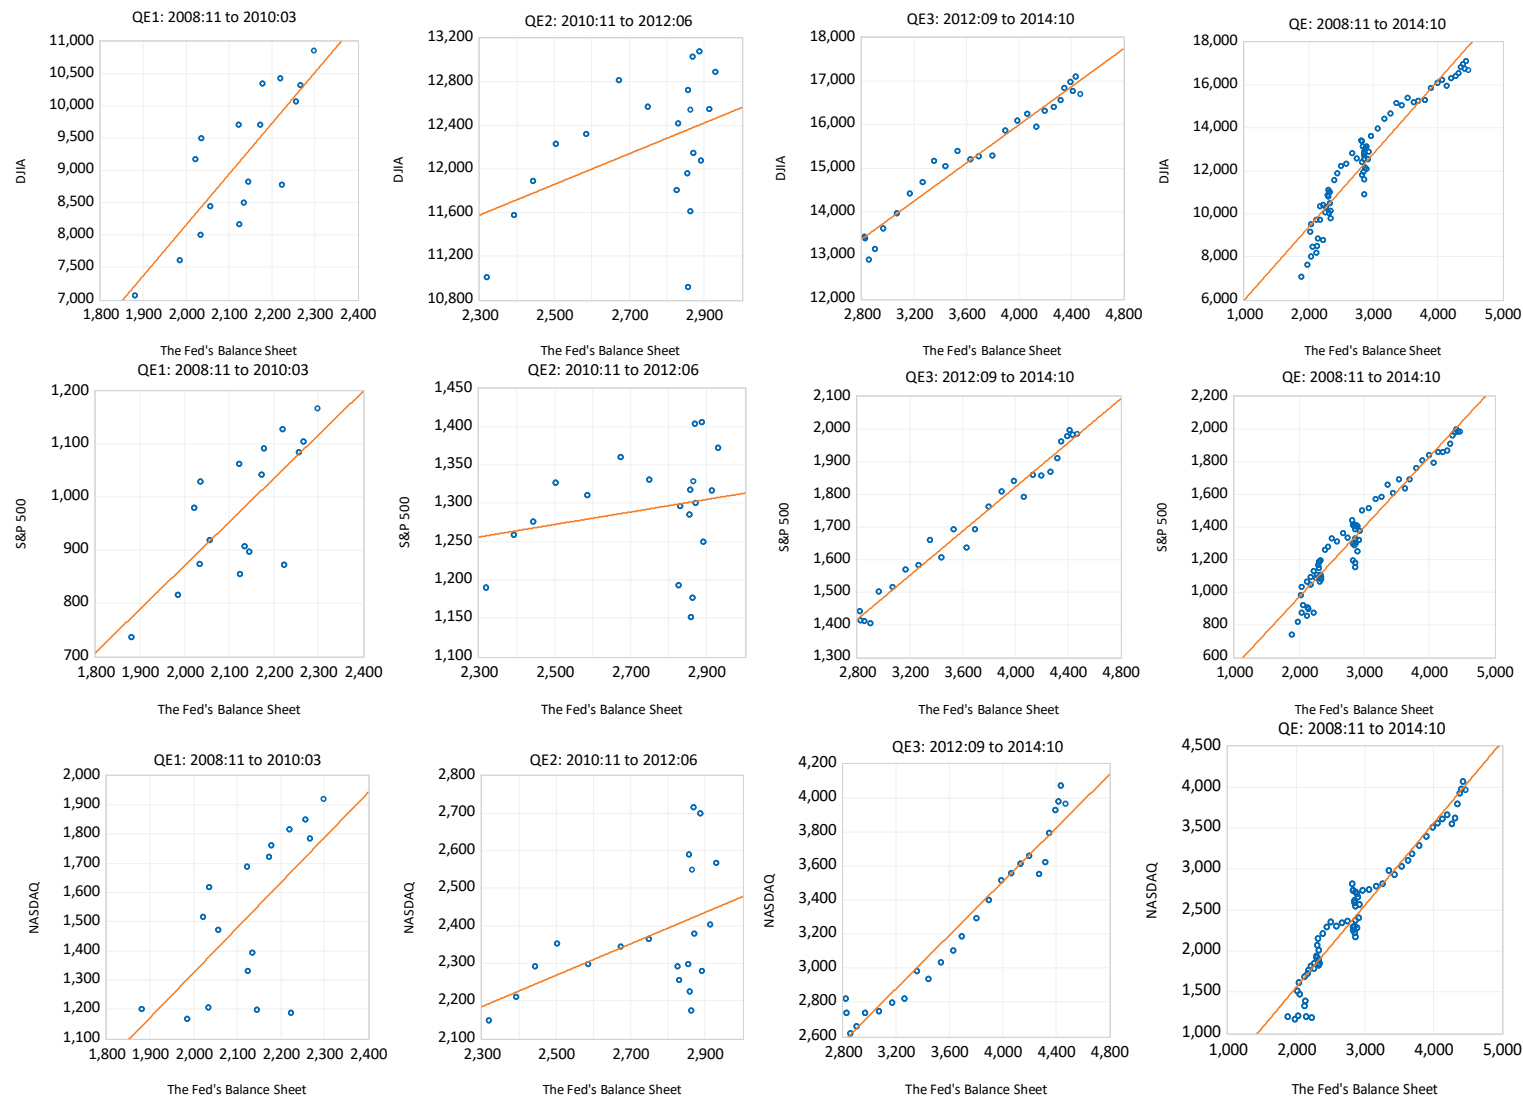 QE1: 2008:11 to 2010:03
11,000
10,500
10,000
9,500
9,000
8,500
8,000
7,500
7,000
DJIA
1,800 1,900 2,000 2,100 2,200 2,300 2,400
The Fed's Balance Sheet
QE2: 2010:11 to 2012:06
13,200
12,800
12,400
12,000
11,600
11,200
10,800
DJIA
2,300 2,500 2,700 2,900
The Fed's Balance Sheet
QE3: 2012:09 to 2014:10
18,000
17,000
16,000
15,000
14,000
13,000
12,000
DJIA
2,800 3,200 3,600 4,000 4,400 4,800
The Fed's Balance Sheet
QE: 2008:11 to 2014:10
18,000
16,000
14,000
12,000
10,000
8,000
6,000
DJIA
1,000 2,000 3,000 4,000 5,000
The Fed's Balance Sheet
QE1: 2008:11 to 2010:03
1,200
1,100
1,000
900
800
700
S&P 500
1,800 1,900 2,000 2,100 2,200 2,300 2,400
The Fed's Balance Sheet
QE2: 2010:11 to 2012:06
1,450
1,400
1,350
1,300
1,250
1,200
1,150
1,100
S&P 500
2,300 2,500 2,700 2,900
The Fed's Balance Sheet
QE3: 2012:09 to 2014:10
2,100
2,000
1,900
1,800
1,700
1,600
1,500
1,400
1,300
S&P 500
2,800 3,200 3,600 4,000 4,400 4,800
The Fed's Balance Sheet
QE: 2008:11 to 2014:10
2,200
2,000
1,800
1,600
1,400
1,200
1,000
800
600
S&P 500
1,000 2,000 3,000 4,000 5,000
The Fed's Balance Sheet
QE1: 2008:11 to 2010:03
2,000
1,900
1,800
1,700
1,600
1,500
1,400
1,300
1,200
1,100
NASDAQ
1,800 1,900 2,000 2,100 2,200 2,300 2,400
The Fed's Balance Sheet
QE2: 2010:11 to 2012:06
2,800
2,700
2,600
2,500
2,400
2,300
2,200
2,100
NASDAQ
2,300 2,500 2,700 2,900
The Fed's Balance Sheet
QE3: 2012:09 to 2014:10
4,200
4,000
3,800
3,600
3,400
3,200
3,000
2,800
2,600
NASDAQ
2,800 3,200 3,600 4,000 4,400 4,800
The Fed's Balance Sheet
QE: 2008:11 to 2014:10
4,500
4,000
3,500
3,000
2,500
2,000
1,500
1,000
NASDAQ
1,000 2,000 3,000 4,000 5,000
The Fed's Balance Sheet